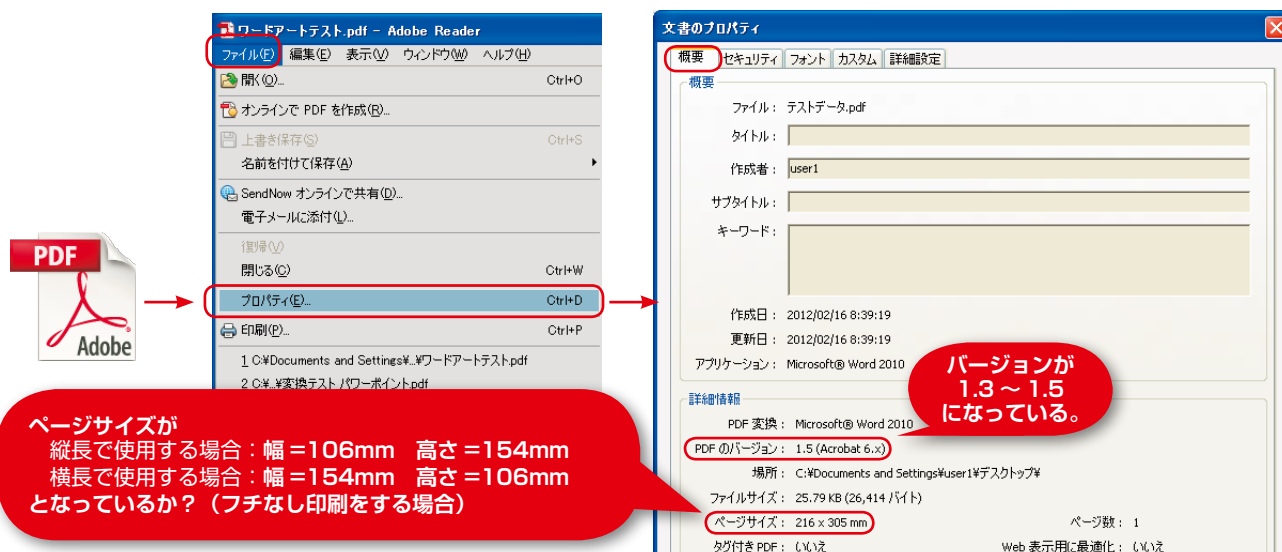 PDF
Adobe
ワードアートテスト.pdf - Adobe Reader
ファイル(F) 編集(E) 表示(V) ウィンドウ(W) ヘルプ(H)
開く(O)... Ctrl+O
オンラインで PDF を作成(R)...
上書き保存(S) Ctrl+S
名前を付けて保存(A)
SendNow オンラインで共有(D)...
電子メールに添付(L)...
復帰(V)
閉じる(C) Ctrl+W
プロパティ(E)... Ctrl+D
印刷(P)... Ctrl+P
1 C:¥Documents and Settings¥...¥ワードアートテスト.pdf
2 C:¥...¥変換テスト パワーポイント.pdf
ページサイズが
縦長で使用する場合：幅=106mm 高さ=154mm
横長で使用する場合：幅=154mm 高さ=106mm
となっているか？（フチなし印刷をする場合）
文書のプロパティ
概要 セキュリティ フォント カスタム 詳細設定
概要
ファイル： テストデータ.pdf
タイトル：
作成者： user1
サブタイトル：
キーワード：
作成日： 2012/02/16 8:39:19
更新日： 2012/02/16 8:39:19
アプリケーション： Microsoft® Word 2010
バージョンが
1.3～1.5
になっている。
詳細情報
PDF 変換： Microsoft® Word 2010
PDF のバージョン： 1.5 (Acrobat 6.x)
場所： C:¥Documents and Settings¥user1¥デスクトップ¥
ファイルサイズ： 25.79 KB (26,414 バイト)
ページサイズ： 216 x 305 mm ページ数： 1
タグ付き PDF： いいえ Web 表示用に最適化： いいえ